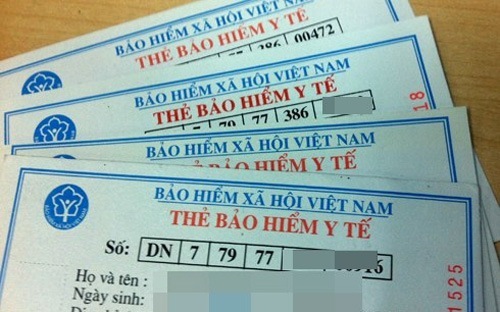 BẢO HIỂM XÃ HỘI VIỆT NAM
THẺ BẢO HIỂM Y TẾ
386 00472
BẢO HIỂM XÃ HỘI VIỆT NAM
THẺ BẢO HIỂM Y TẾ
7 79 77 386
18
BẢO HIỂM XÃ HỘI VIỆT NAM
THẺ BẢO HIỂM Y TẾ
BẢO HIỂM XÃ HỘI VIỆT NAM
THẺ BẢO HIỂM Y TẾ
Số: DN 7 79 77
Họ và tên :
Ngày sinh:
1525